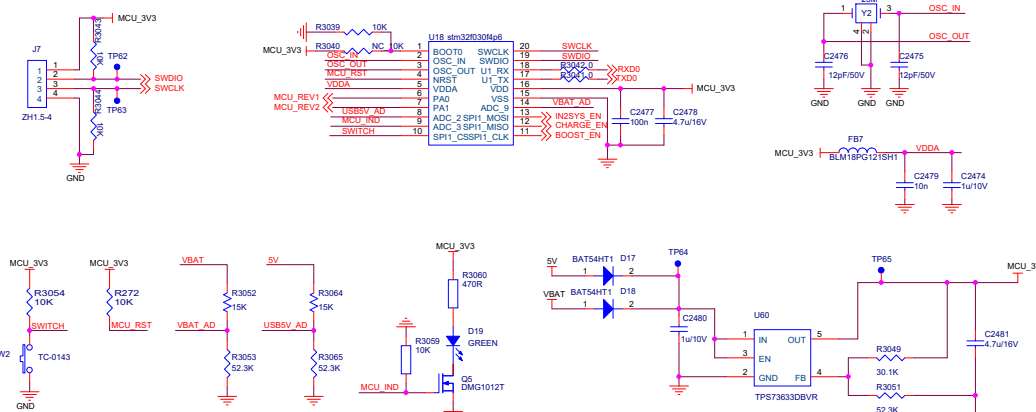 MCU_3V3
R3043
10K
J7
TP62
1
2
3
4
SWDIO
SWCLK
R3044
10K
TP63
ZH1.5-4
GND
R3039
10K
MCU_3V3
R3040
NC_10K
OSC_IN
OSC_OUT
MCU_RST
VDDA
MCU_REV1
MCU_REV2
USB5V_AD
MCU_IND
SWITCH
U18 stm32f030f4p6
1 BOOT0 SWCLK 20
2 OSC_IN SWDIO 19
3 OSC_OUT U1_RX 18
4 NRST U1_TX 17
5 VDDA VDD 16
6 PA0 VSS 15
7 PA1 ADC_9 14
8 ADC_2 SPI1_MOSI 13
9 ADC_3 SPI1_MISO 12
10 SPI1_CSSPI1_CLK 11
SWCLK
SWDIO
R3042 0
RXD0
R3041 0
TXD0
MCU_3V3
VBAT_AD
IN2SYS_EN
CHARGE_EN
BOOST_EN
C2477
100n
C2478
4.7u/16V
1
Y2
3
4
2
OSC_IN
OSC_OUT
C2476
12pF/50V
C2475
12pF/50V
GND
GND
GND
FB7
MCU_3V3
BLM18PG121SH1
VDDA
C2479
10n
C2474
1u/10V
MCU_3V3
R3054
10K
SWITCH
TC-0143
GND
MCU_3V3
R272
10K
MCU_RST
VBAT
R3052
15K
VBAT_AD
R3053
52.3K
5V
R3064
15K
USB5V_AD
R3065
52.3K
MCU_3V3
R3060
470R
D19
GREEN
R3059
10K
MCU_IND
Q5
DMG1012T
5V
BAT54HT1 D17
1 2
VBAT
BAT54HT1 D18
1 2
TP64
C2480
1u/10V
U60
1 IN OUT 5
3 EN
2 GND FB 4
TPS73633DBVR
TP65
R3049
30.1K
R3051
52.3K
C2481
4.7u/16V